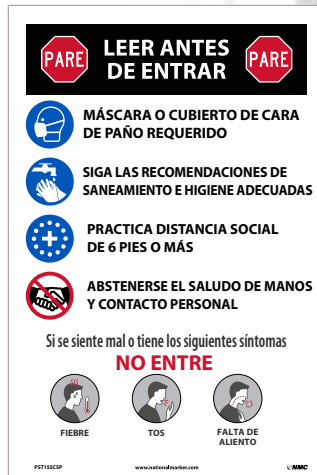 PARE
LEER ANTES
DE ENTRAR
PARE
MÁSCARA O CUBIERTO DE CARA
DE PAÑO REQUERIDO
SIGA LAS RECOMENDACIONES DE
SANEAMIENTO E HIGIENE ADECUADAS
PRACTICA DISTANCIA SOCIAL
DE 6 PIES O MÁS
ABSTENERSE EL SALUDO DE MANOS
Y CONTACTO PERSONAL
Si se siente mal o tiene los siguientes síntomas
NO ENTRE
FIEBRE
TOS
FALTA DE
ALIENTO
PST155CSP
www.nationalmarker.com
NMC